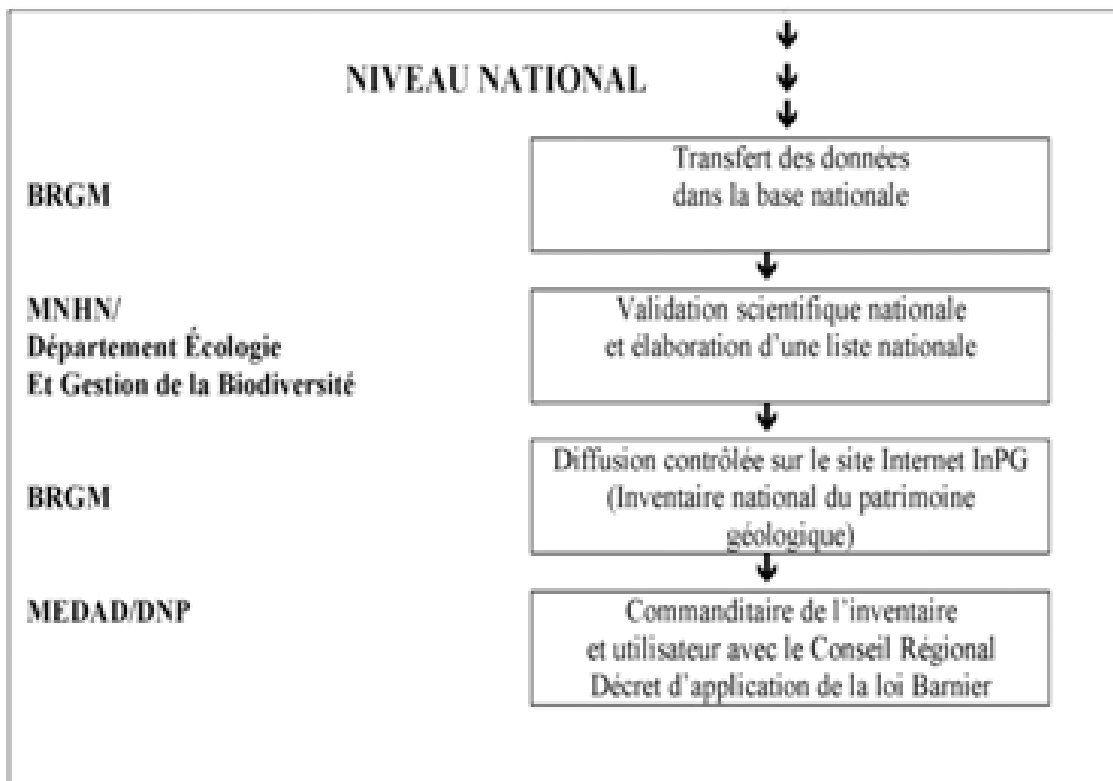 NIVEAU NATIONAL
BRGM
Transfert des données
dans la base nationale
MNHN/
Département Écologie
Et Gestion de la Biodiversité
Validation scientifique nationale
et élaboration d'une liste nationale
BRGM
Diffusion contrôlée sur le site Internet InPG
(Inventaire national du patrimoine
géologique)
MEDAD/DNP
Commanditaire de l'inventaire
et utilisateur avec le Conseil Régional
Décret d'application de la loi Barnier